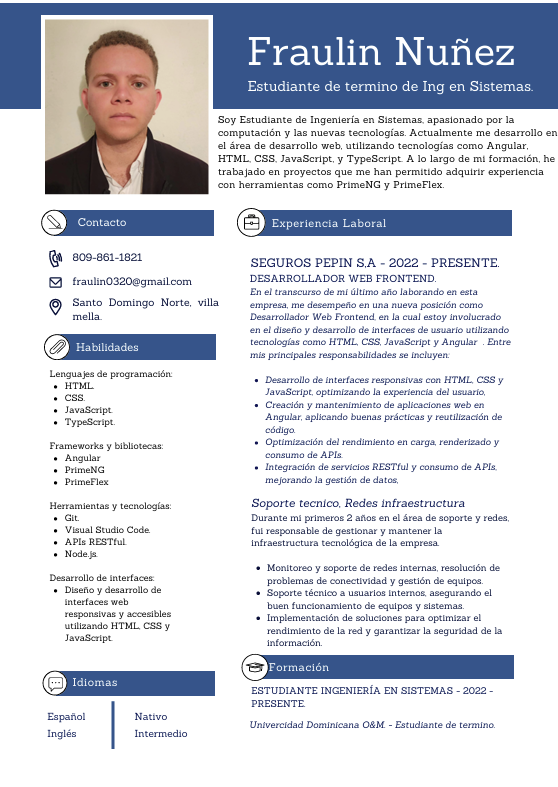 Fraulin Nuñez
Estudiante de termino de Ing en Sistemas.
Soy Estudiante de Ingeniería en Sistemas, apasionado por la
computación y las nuevas tecnologías. Actualmente me desarrollo en
el área de desarrollo web, utilizando tecnologías como Angular,
HTML, CSS, JavaScript, y TypeScript. A lo largo de mi formación, he
trabajado en proyectos que me han permitido adquirir experiencia
con herramientas como PrimeNG y PrimeFlex.
Contacto
809-861-1821
fraulin0320@gmail.com
Santo Domingo Norte, villa
mella.
Habilidades
Lenguajes de programación:
• HTML.
• CSS.
• JavaScript.
• TypeScript.
Frameworks y bibliotecas:
• Angular
• PrimeNG
• PrimeFlex
Herramientas y tecnologías:
• Git.
• Visual Studio Code.
• APIs RESTful.
• Node.js.
Desarrollo de interfaces:
• Diseño y desarrollo de
interfaces web
responsivas y accesibles
utilizando HTML, CSS y
JavaScript.
Idiomas
Español Nativo
Inglés Intermedio
Experiencia Laboral
SEGUROS PEPIN S,A - 2022 - PRESENTE.
DESARROLLADOR WEB FRONTEND.
En el transcurso de mi último año laborando en esta
empresa, me desempeño en una nueva posición como
Desarrollador Web Frontend, en la cual estoy involucrado
en el diseño y desarrollo de interfaces de usuario utilizando
tecnologías como HTML, CSS, JavaScript y Angular . Entre
mis principales responsabilidades se incluyen:
• Desarrollo de interfaces responsivas con HTML, CSS y
JavaScript, optimizando la experiencia del usuario,
• Creación y mantenimiento de aplicaciones web en
Angular, aplicando buenas prácticas y reutilización de
código.
• Optimización del rendimiento en carga, renderizado y
consumo de APIs.
• Integración de servicios RESTful y consumo de APIs,
mejorando la gestión de datos,
Soporte tecnico, Redes infraestructura
Durante mi primeros 2 años en el área de soporte y redes,
fui responsable de gestionar y mantener la
infraestructura tecnológica de la empresa.
• Monitoreo y soporte de redes internas, resolución de
problemas de conectividad y gestión de equipos.
• Soporte técnico a usuarios internos, asegurando el
buen funcionamiento de equipos y sistemas.
• Implementación de soluciones para optimizar el
rendimiento de la red y garantizar la seguridad de la
información.
Formación
ESTUDIANTE INGENIERÍA EN SISTEMAS - 2022 -
PRESENTE.
Univercidad Dominicana O&M. - Estudiante de termino.